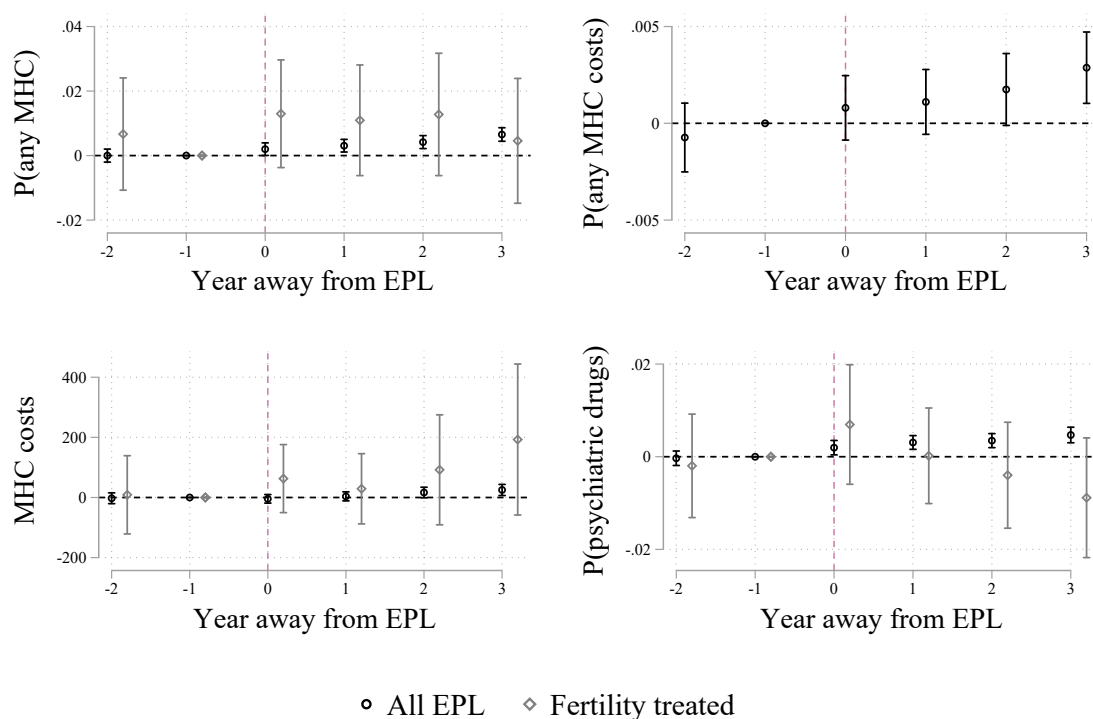 P(any MHC)
.04
.02
0
-.02
-2 -1 0 1 2 3
Year away from EPL
P(any MHC costs)
.005
0
-.005
-2 -1 0 1 2 3
Year away from EPL
MHC costs
400
200
0
-200
-2 -1 0 1 2 3
Year away from EPL
P(psychiatric drugs)
.02
0
-.02
-2 -1 0 1 2 3
Year away from EPL
All EPL Fertility treated